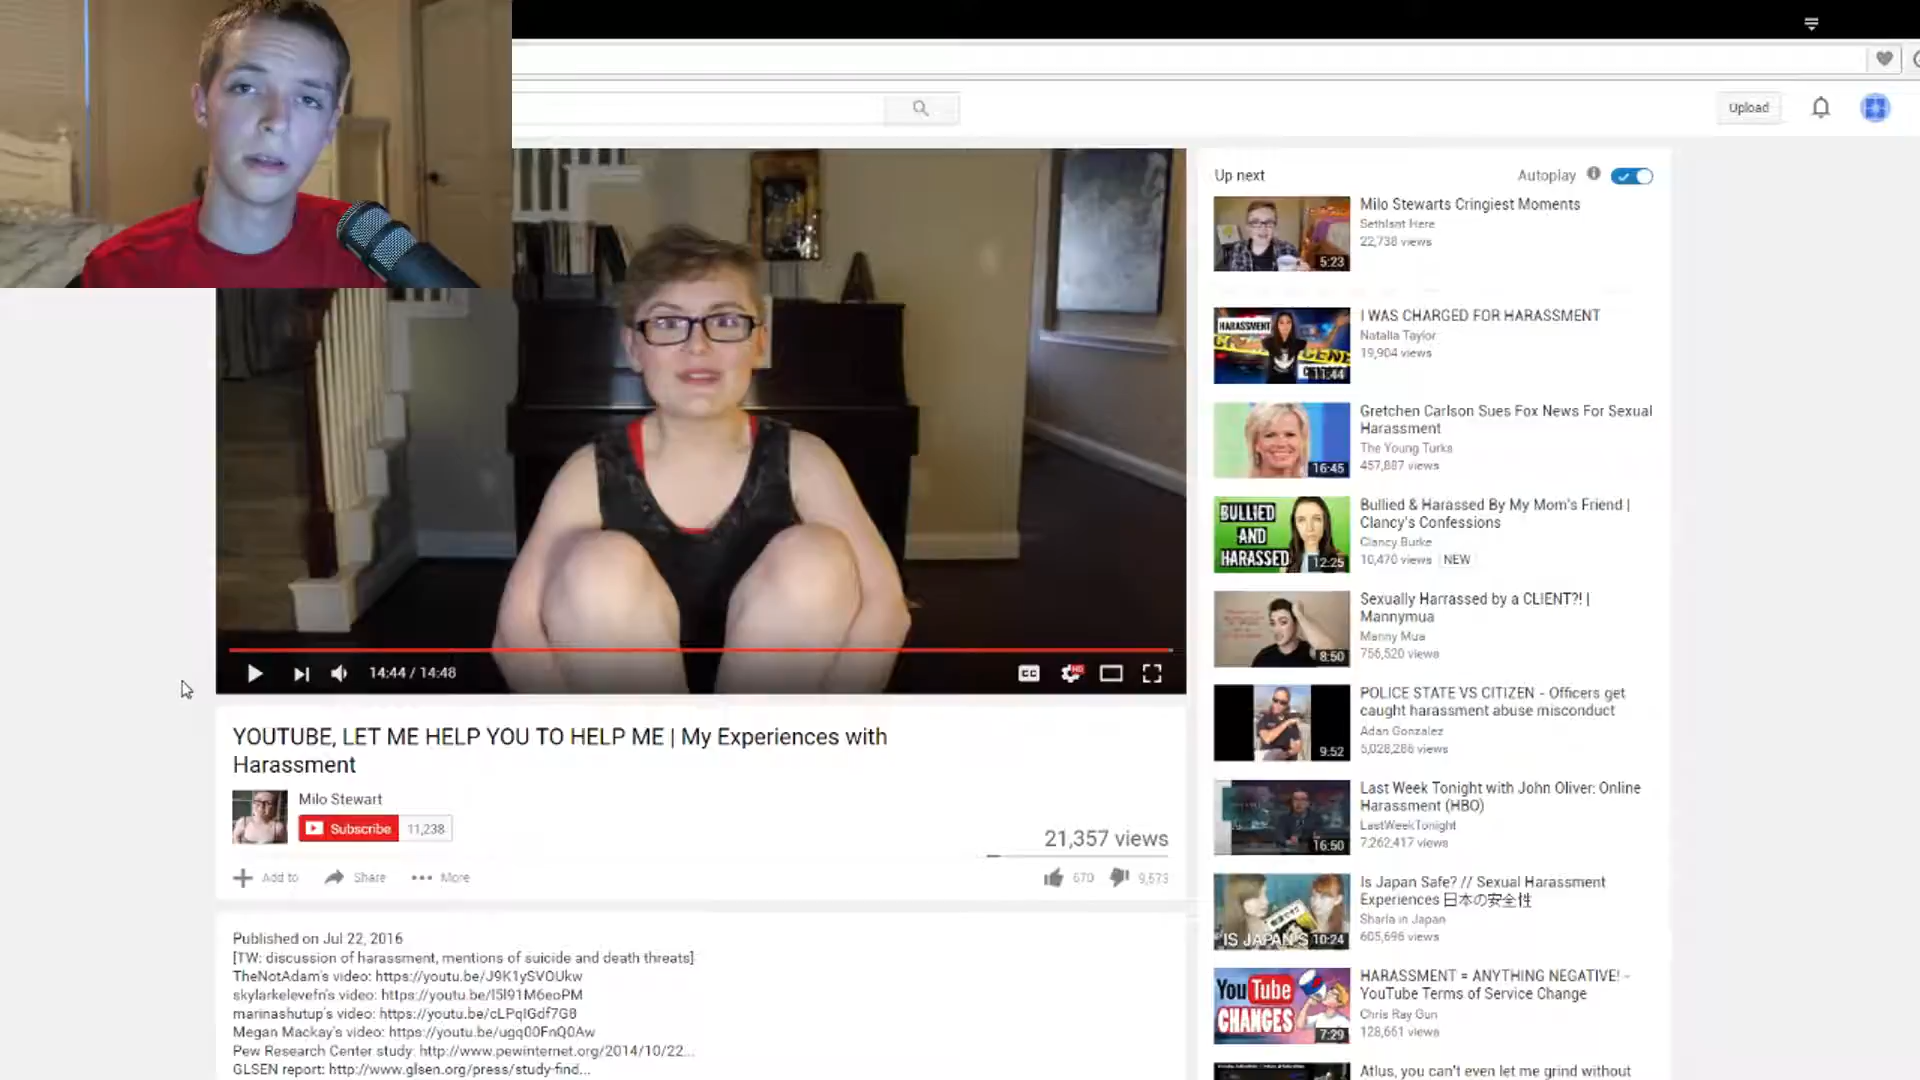 Upload
Up next
Autoplay
Milo Stewarts Cringiest Moments
SethIsnt Here
22,738 views
5:23
HARASSMENT
I WAS CHARGED FOR HARASSMENT
Natalia Taylor
19,904 views
Gretchen Carlson Sues Fox News For Sexual
Harassment
The Young Turks
457,887 views
16:45
BULLIED
AND
HARASSED
12:25
Bullied & Harassed By My Mom's Friend |
Clancy's Confessions
Clancy Burke
10,470 views NEW
Sexually Harrassed by a CLIENT?! |
Mannymua
Manny Mua
756,520 views
8:50
14:44 / 14:48
CC
HD
POLICE STATE VS CITIZEN - Officers get
caught harassment abuse misconduct
Adan Gonzalez
5,028,286 views
9:52
YOUTUBE, LET ME HELP YOU TO HELP ME | My Experiences with
Harassment
Milo Stewart
Subscribe 11,238
21,357 views
Add to Share More
670 9,573
Last Week Tonight with John Oliver: Online
Harassment (HBO)
LastWeekTonight
7,262,417 views
16:50
Is Japan Safe? // Sexual Harassment
Experiences 日本の安全性
Sharla in Japan
605,696 views
IS JAPAN'S 10:24
Published on Jul 22, 2016
[TW: discussion of harassment, mentions of suicide and death threats]
TheNotAdam's video: https://youtu.be/J9K1ySVOUkw
skylarkelevefn's video: https://youtu.be/l5l91M6eoPM
marinashutup's video: https://youtu.be/cLPqIGdf7G8
Megan Mackay's video: https://youtu.be/ugq00FnQ0Aw
Pew Research Center study: http://www.pewinternet.org/2014/10/22...
GLSEN report: http://www.glsen.org/press/study-find...
HARASSMENT = ANYTHING NEGATIVE! -
YouTube Terms of Service Change
Chris Ray Gun
128,661 views
You Tube
CHANGES
7:29
Atlus, you can't even let me grind without